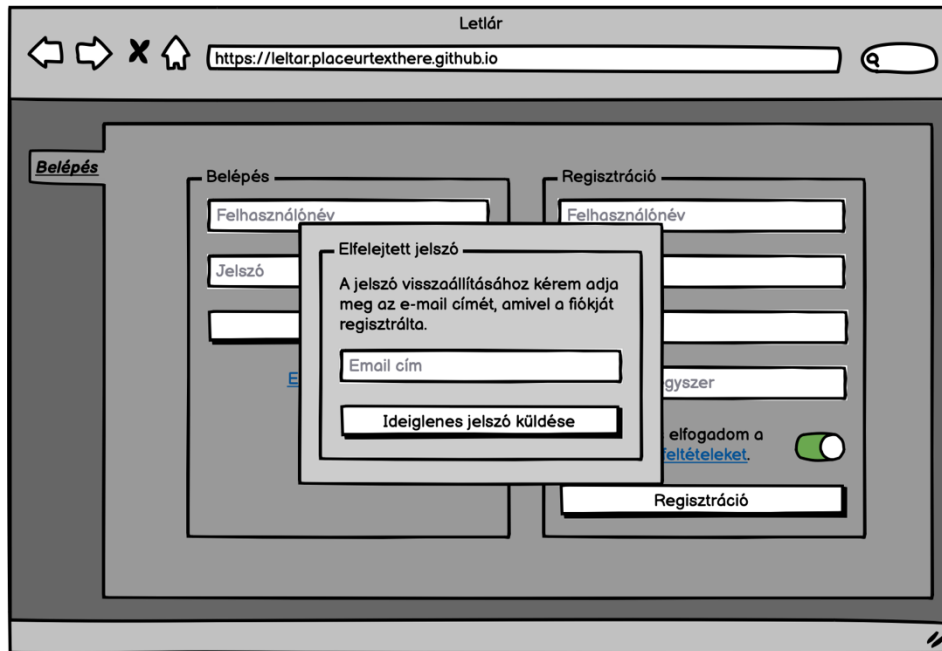 Letlár
https://leltar.placeurtexthere.github.io
Belépés
Belépés
Felhasználónév
Jelszó
Regisztráció
Felhasználónév
gyszer
elfogadom a
feltételeket.
Regisztráció
Elfelejtett jelszó
A jelszó visszaállításához kérem adja
meg az e-mail címét, amivel a fiókját
regisztrálta.
Email cím
Ideiglenes jelszó küldése